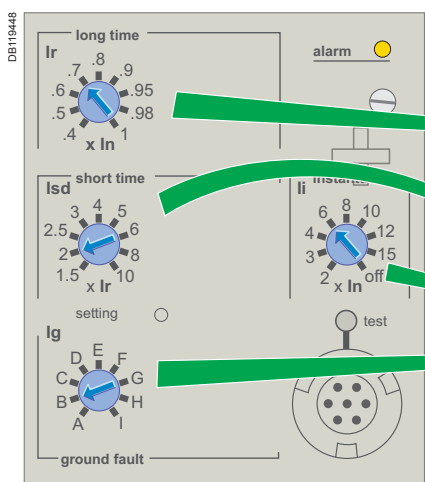 DB119448
long time
Ir
.4 .5 .6 .7 .8 .9 .95 .98 1
x In
alarm
short time
Isd
1.5 2 2.5 3 4 5 6 8 10
x Ir
Ii
2 3 4 6 8 10 12 15 off
x In
setting
test
Ig
A B C D E F G H I
ground fault